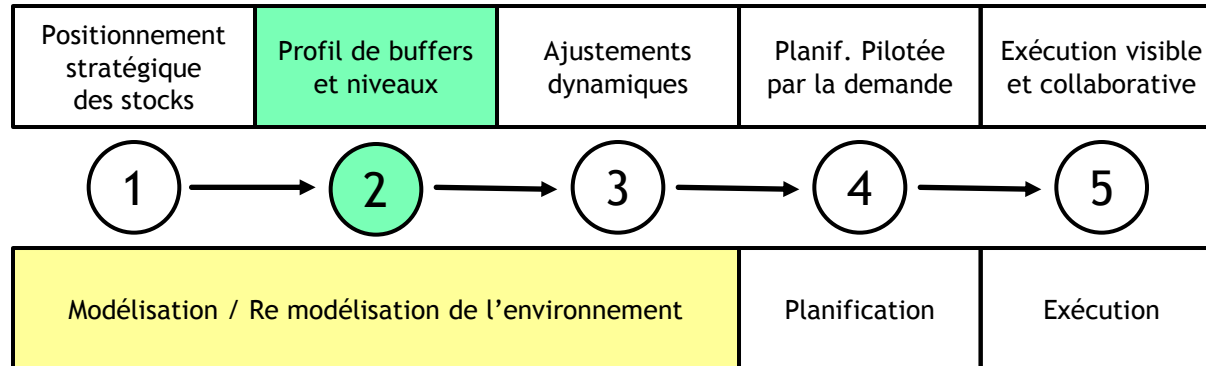 Positionnement
stratégique
des stocks
Profil de buffers
et niveaux
Ajustements
dynamiques
Planif. Pilotée
par la demande
Exécution visible
et collaborative
1
2
3
4
5
Modélisation / Re modélisation de l’environnement
Planification
Exécution